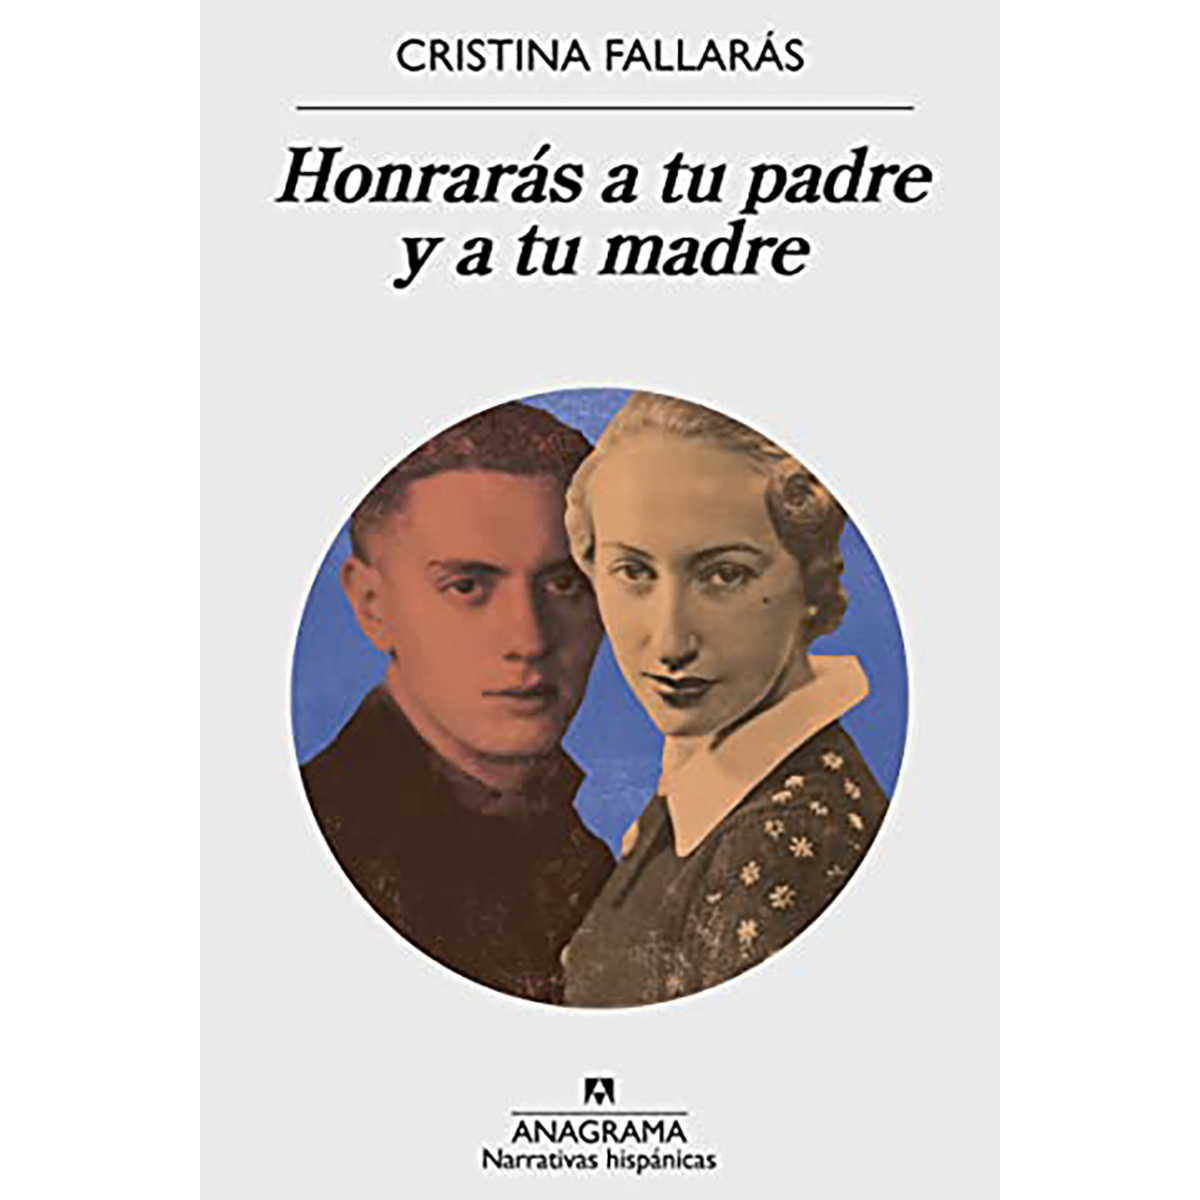 CRISTINA FALLARÁS
Honrarás a tu padre
y a tu madre
ANAGRAMA
Narrativas hispánicas